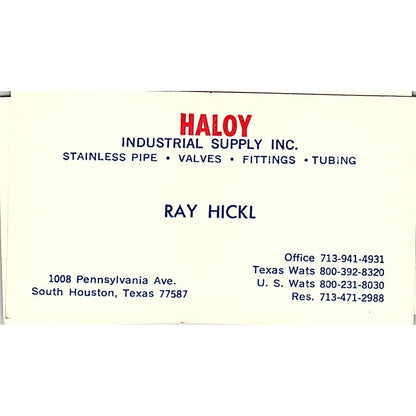 HALOY
INDUSTRIAL SUPPLY INC.
STAINLESS PIPE • VALVES • FITTINGS • TUBING
RAY HICKL
1008 Pennsylvania Ave.
South Houston, Texas 77587
Office 713-941-4931
Texas Wats 800-392-8320
U. S. Wats 800-231-8030
Res. 713-471-2988